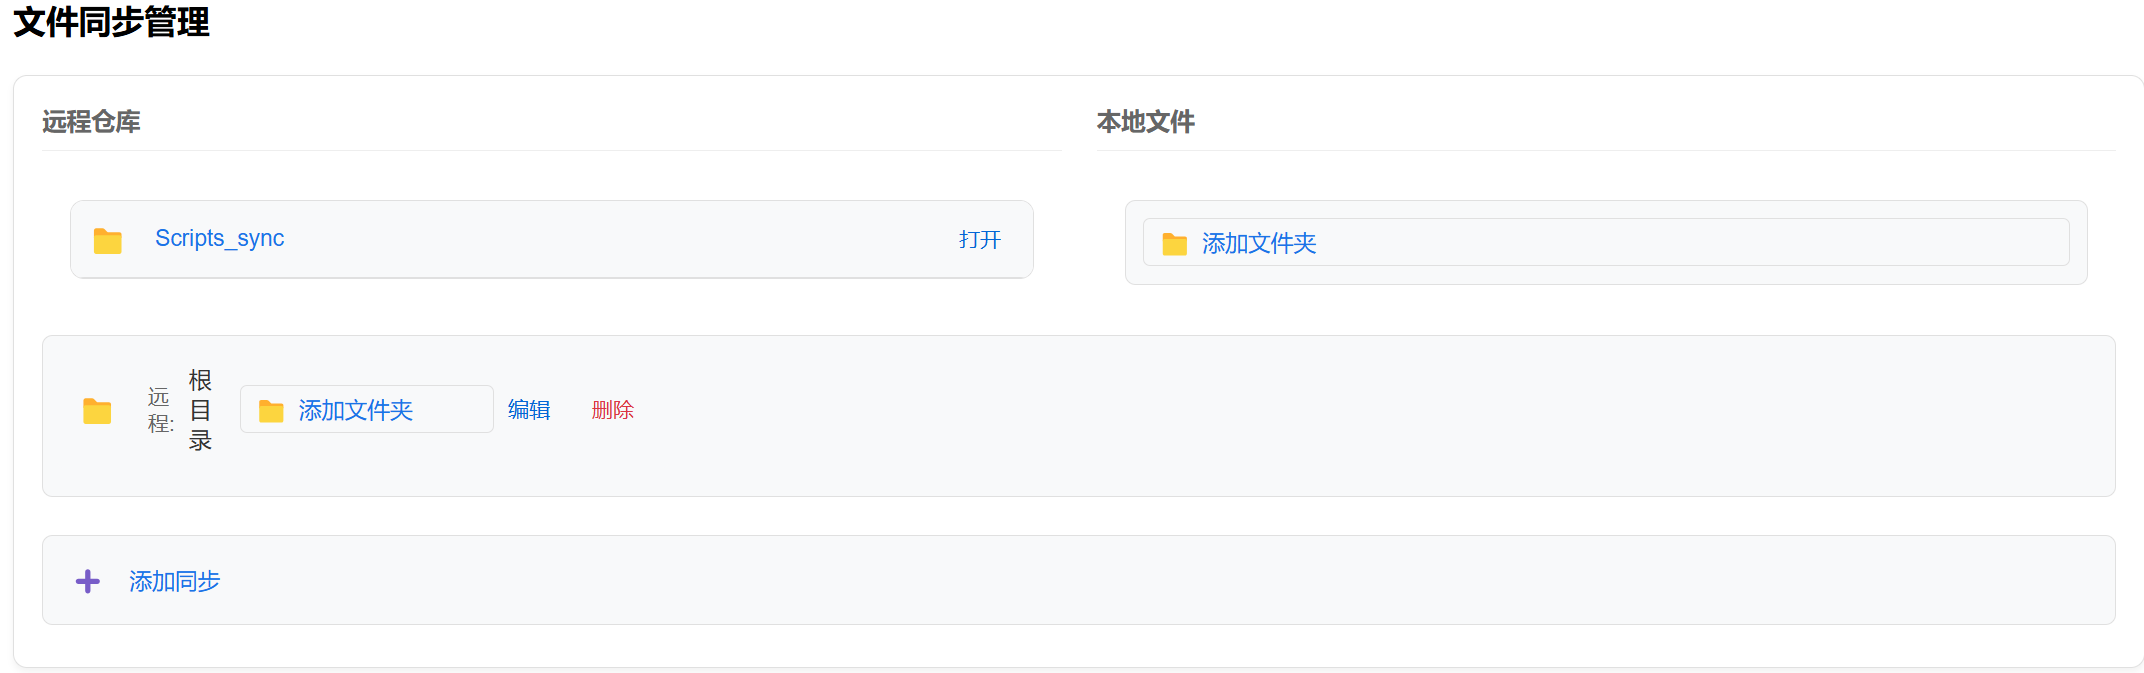 文件同步管理
远程仓库
本地文件
Scripts_sync
打开
添加文件夹
远
程:
根
目
录
添加文件夹
编辑
删除
添加同步